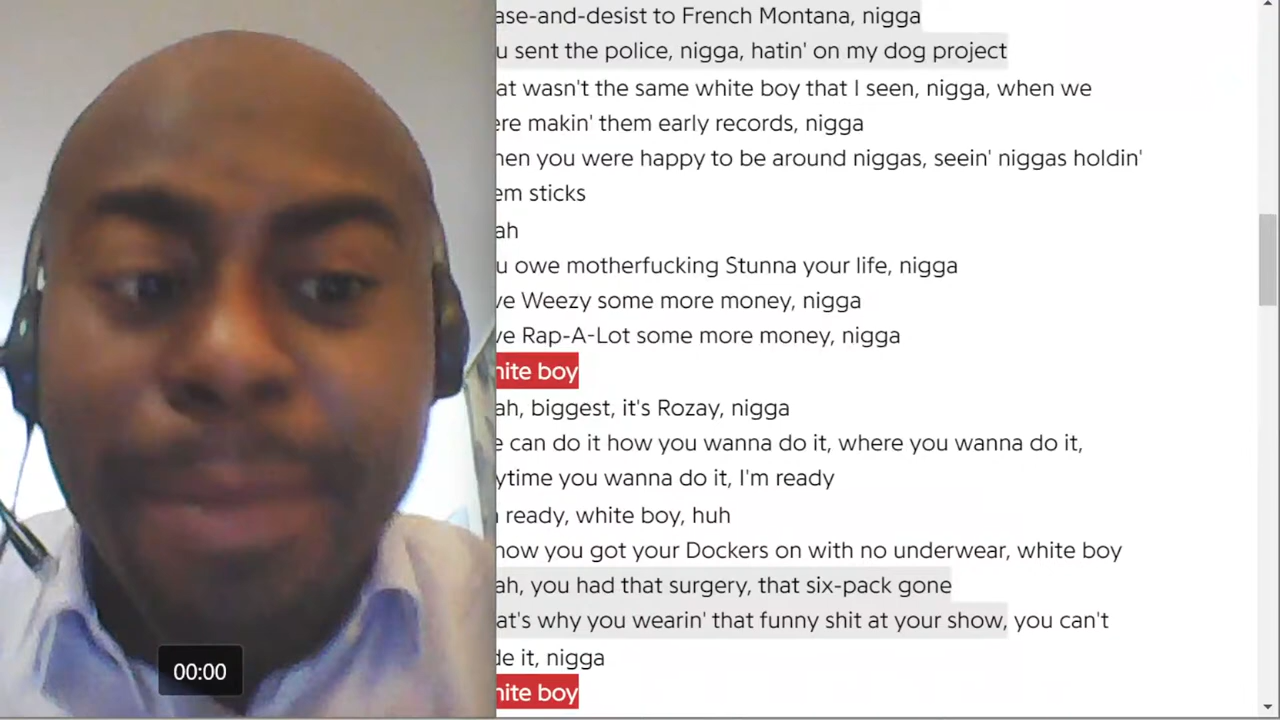 ase-and-desist to French Montana, nigga
u sent the police, nigga, hatin' on my dog project
at wasn't the same white boy that I seen, nigga, when we
ere makin' them early records, nigga
hen you were happy to be around niggas, seein' niggas holdin'
em sticks
ah
u owe motherfucking Stunna your life, nigga
ve Weezy some more money, nigga
ve Rap-A-Lot some more money, nigga
hite boy
ah, biggest, it's Rozay, nigga
e can do it how you wanna do it, where you wanna do it,
ytime you wanna do it, I'm ready
ready, white boy, huh
now you got your Dockers on with no underwear, white boy
ah, you had that surgery, that six-pack gone
at's why you wearin' that funny shit at your show, you can't
de it, nigga
hite boy
00:00